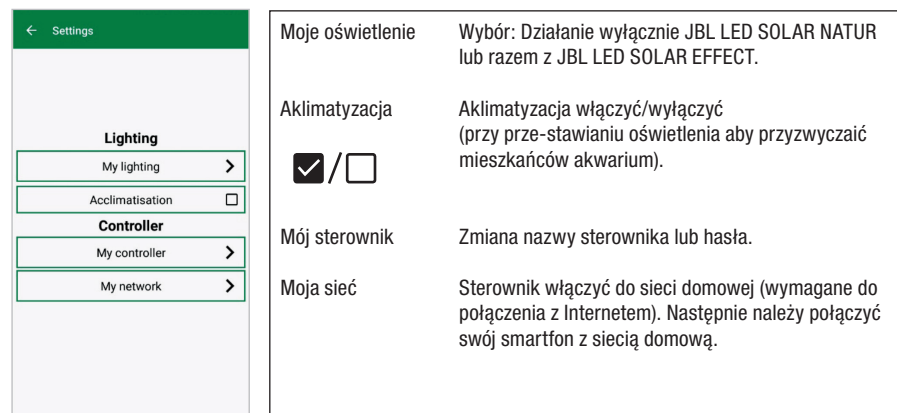 Settings
Lighting
My lighting
Acclimatisation
Controller
My controller
My network
Moje oświetlenie
Wybór: Działanie wyłącznie JBL LED SOLAR NATUR
lub razem z JBL LED SOLAR EFFECT.
Aklimatyzacja
Aklimatyzacja włączyć/wyłączyć
(przy prze-stawianiu oświetlenia aby przyzwyczaić
mieszkańców akwarium).
/
Mój sterownik
Zmiana nazwy sterownika lub hasła.
Moja sieć
Sterownik włączyć do sieci domowej (wymagane do
połączenia z Internetem). Następnie należy połączyć
swój smartfon z siecią domową.